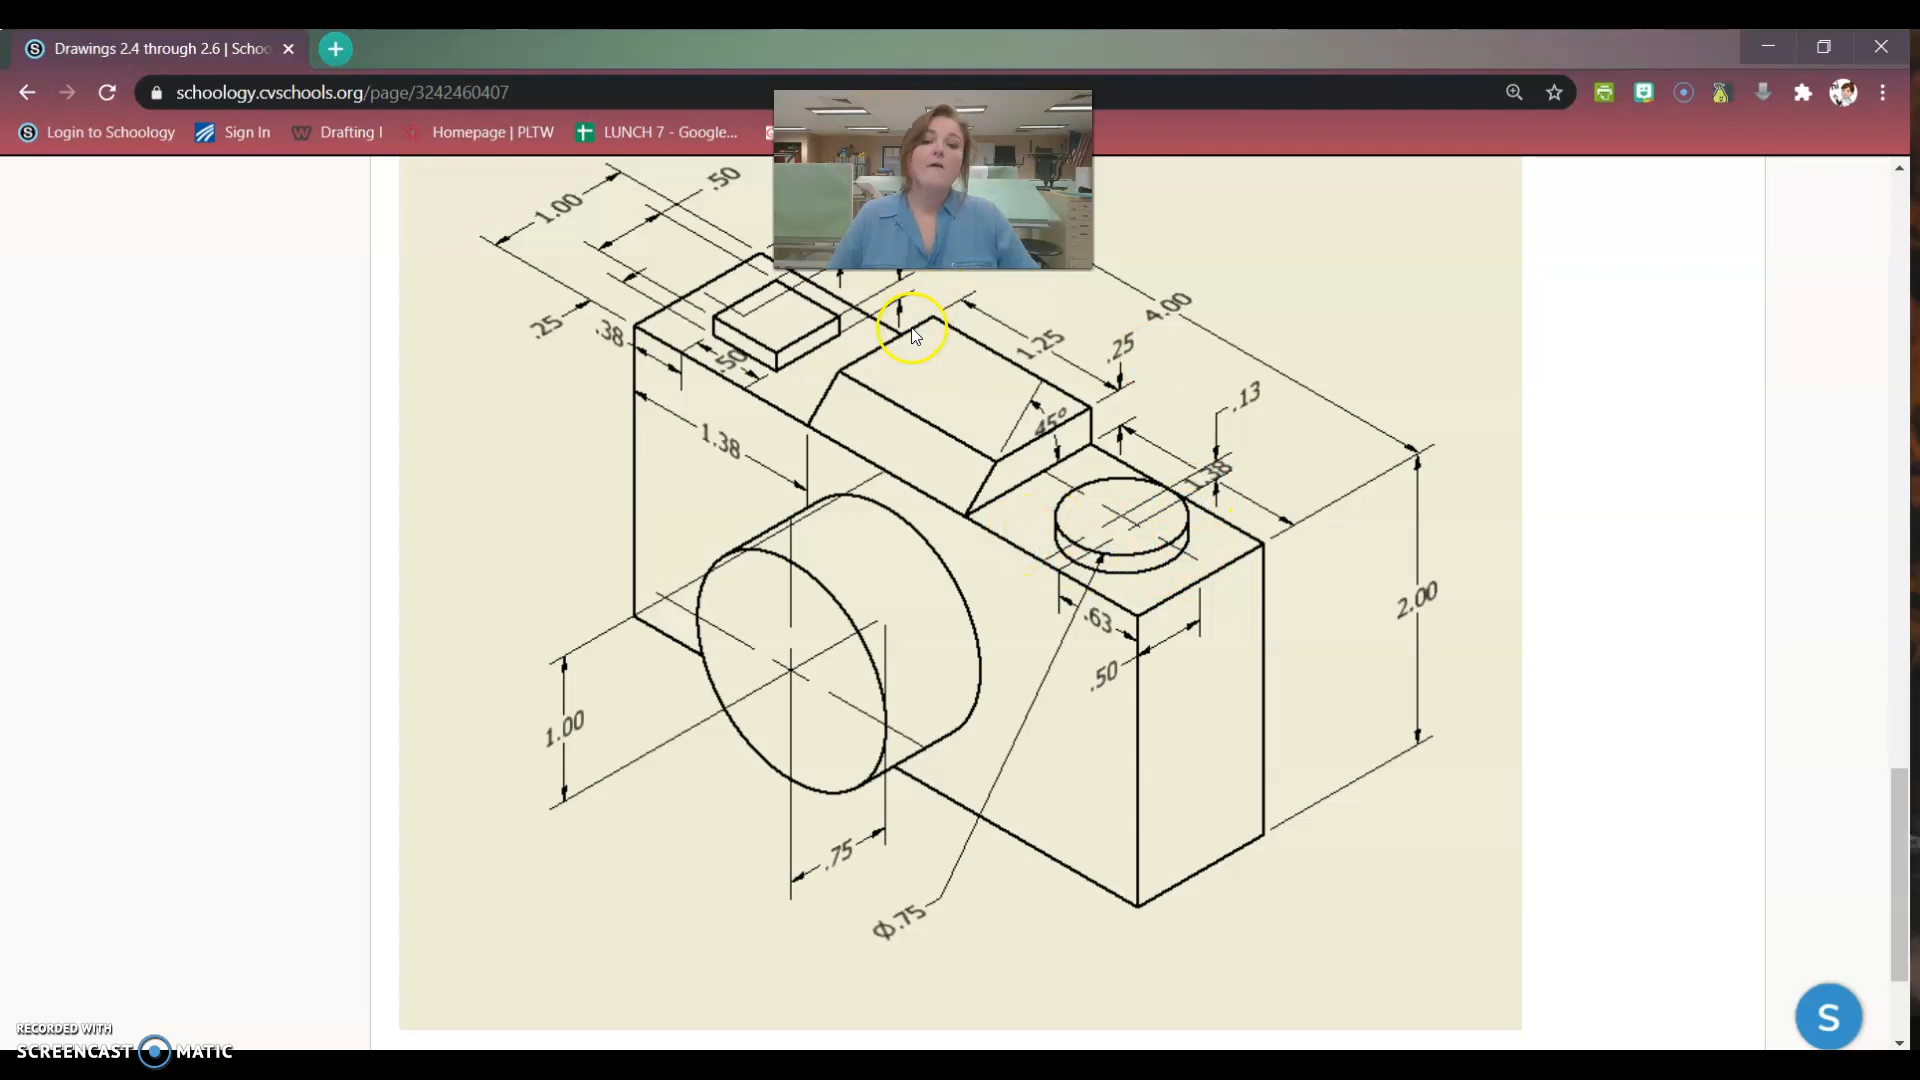 Drawings 2.4 through 2.6 | Schoo
schoology.cvschools.org/page/3242460407
Login to Schoology
Sign In
Drafting I
Homepage | PLTW
LUNCH 7 - Google...
.50
1.00
.25
.38
.50
1.38
1.25
.25
4.00
.13
45°
1.38
2.00
.63
.50
1.00
.75
Φ.75
S
RECORDED WITH
SCREENCAST MATIC